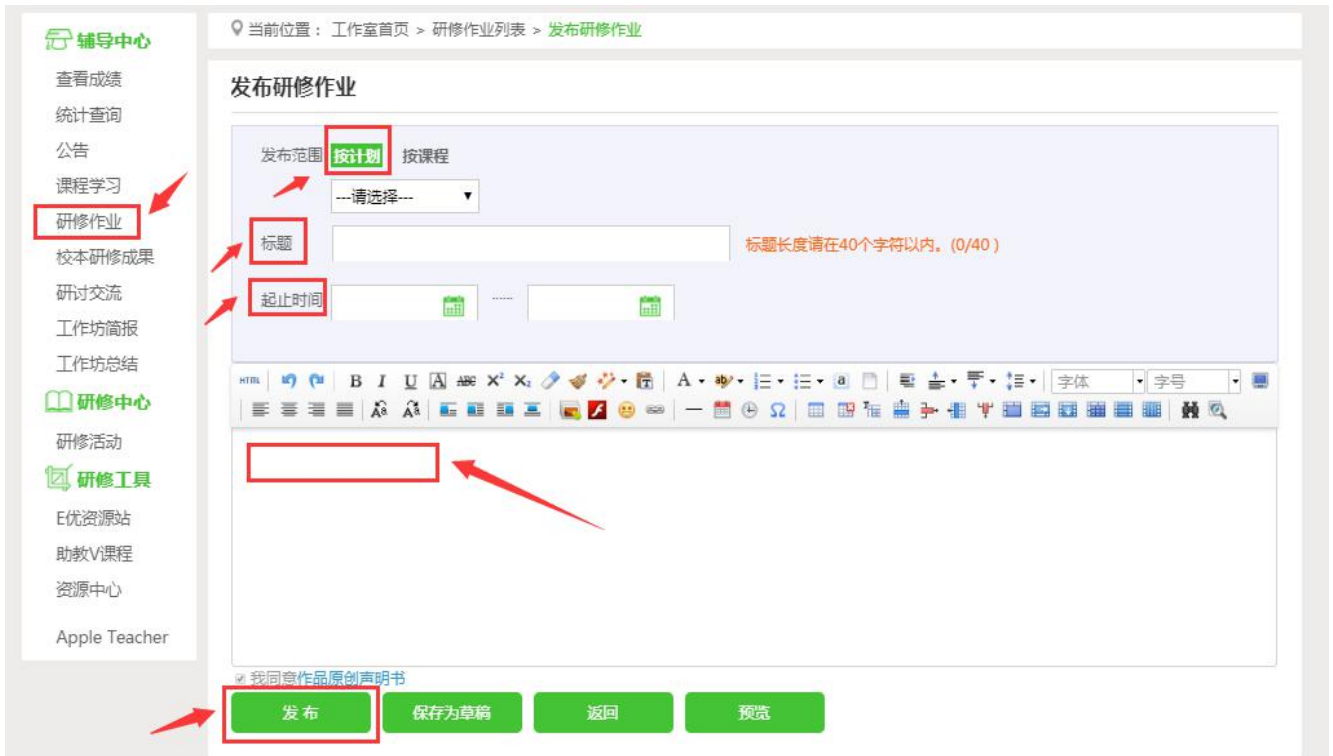 当前位置： 工作室首页 > 研修作业列表 > 发布研修作业
辅导中心
查看成绩
统计查询
公告
课程学习
研修作业
校本研修成果
研讨交流
工作坊简报
工作坊总结
研修中心
研修活动
研修工具
E优资源站
助教V课程
资源中心
Apple Teacher
发布研修作业
发布范围 按计划 按课程
---请选择---
标题 标题长度请在40个字符以内。(0/40 )
起止时间 ......
HTML B I U A ABC X² X₂ A ab a 字体 字号
我同意作品原创声明书
发 布 保存为草稿 返回 预览